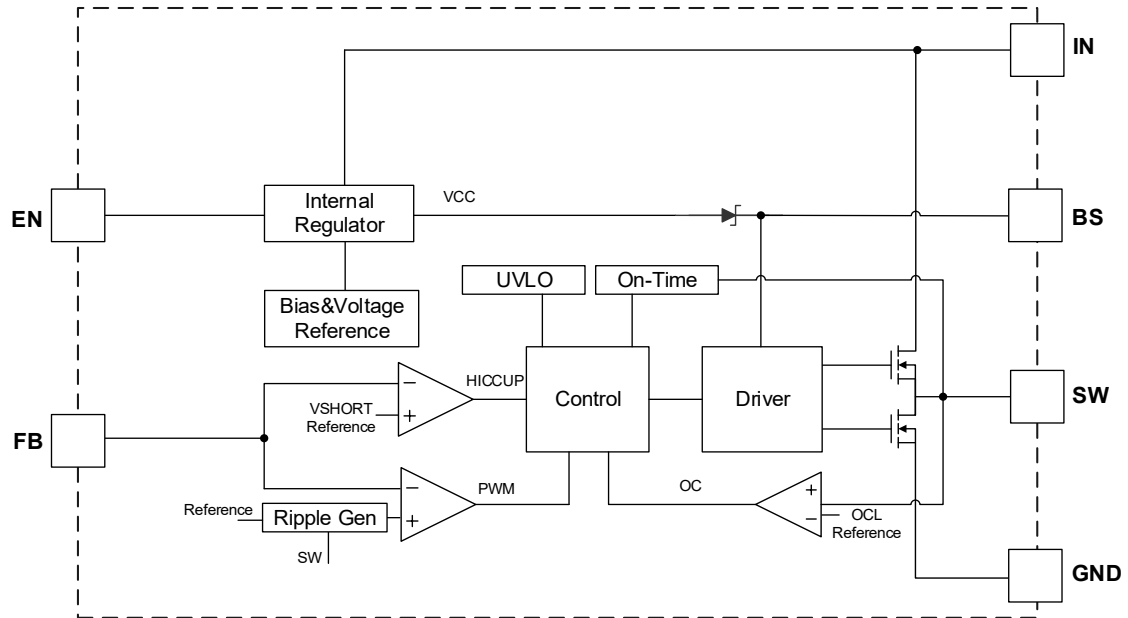 IN
EN
Internal
Regulator
VCC
BS
UVLO
On-Time
Bias&Voltage
Reference
HICCUP
Control
Driver
SW
VSHORT
Reference
FB
−
+
PWM
OC
−
+
+
−
OCL
Reference
Reference
Ripple Gen
SW
GND